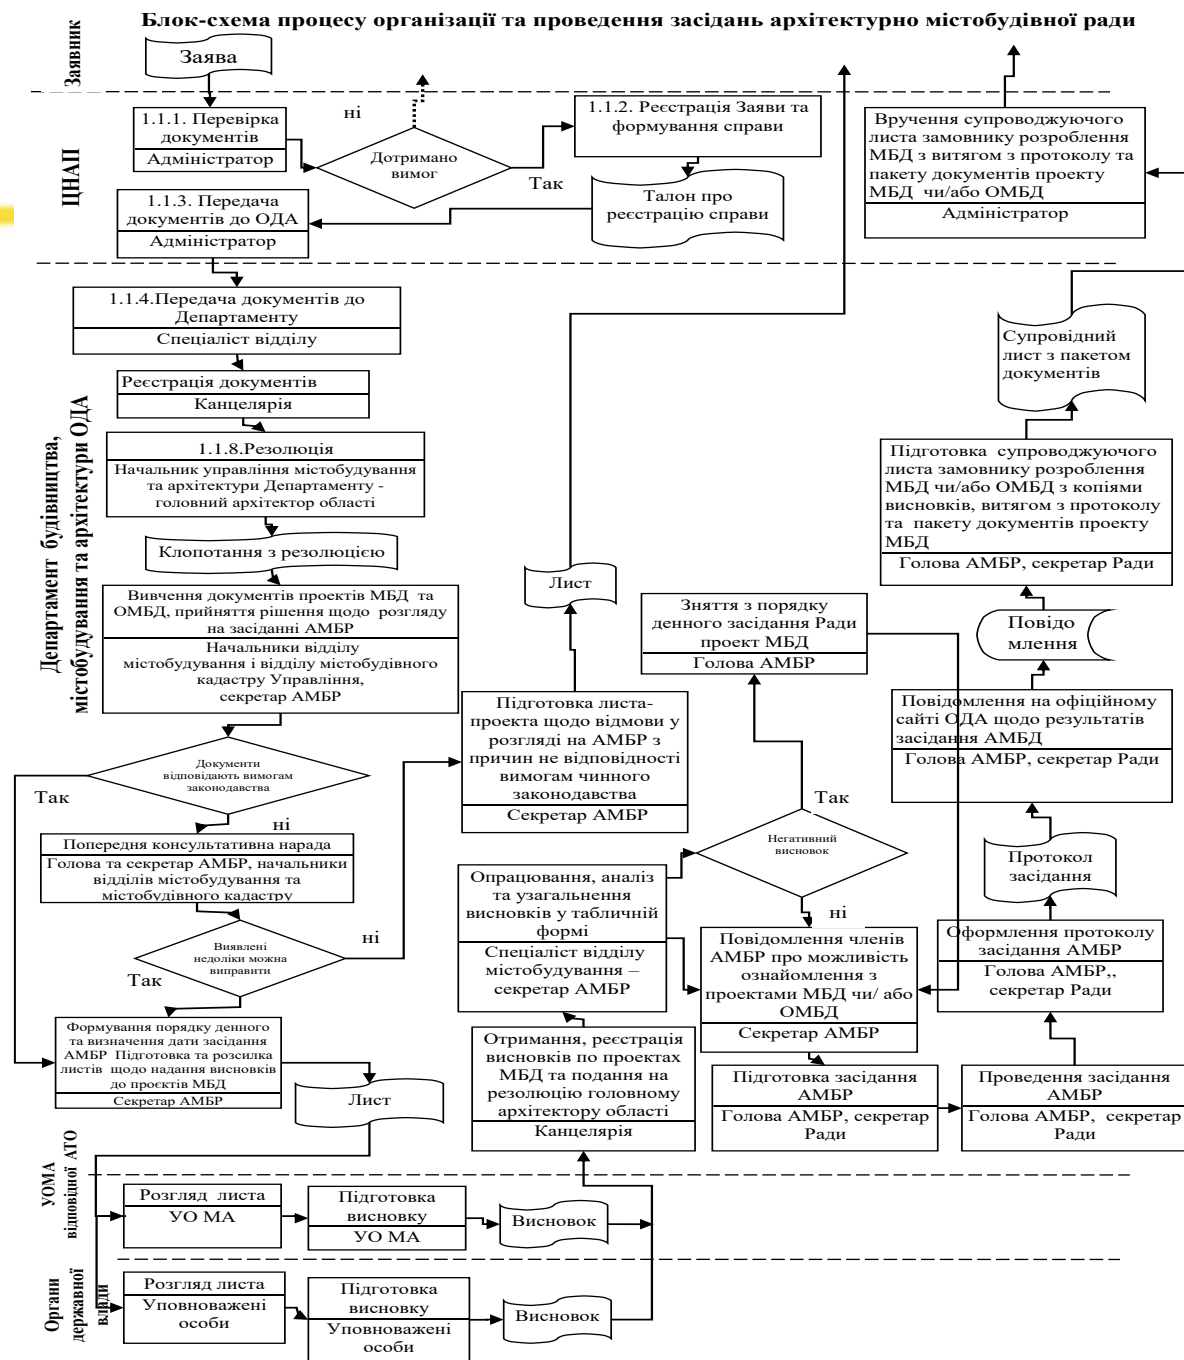 Блок-схема процесу організації та проведення засідань архітектурно містобудівної ради
Заявник
Заява
ЦНАП
1.1.1. Перевірка
документів
Адміністратор
ні
Дотримано
вимог
Так
1.1.2. Реєстрація Заяви та
формування справи
Талон про
реєстрацію справи
1.1.3. Передача
документів до ОДА
Адміністратор
Вручення супроводжуючого
листа замовнику розроблення
МБД з витягом з протоколу та
пакету документів проекту
МБД чи/або ОМБД
Адміністратор
Департамент будівництва,
містобудування та архітектури ОДА
1.1.4.Передача документів до
Департаменту
Спеціаліст відділу
Реєстрація документів
Канцелярія
1.1.8.Резолюція
Начальник управління містобудування
та архітектури Департаменту -
головний архітектор області
Клопотання з резолюцією
Вивчення документів проектів МБД та
ОМБД, прийняття рішення щодо розгляду
на засіданні АМБР
Начальники відділу
містобудування і відділу містобудівного
кадастру Управління,
секретар АМБР
Документи
відповідають вимогам
законодавства
Так
ні
Попередня консультативна нарада
Голова та секретар АМБР, начальники
відділів містобудування та
містобудівного кадастру
Виявлені
недоліки можна
виправити
ні
Так
Формування порядку денного
та визначення дати засідання
АМБР Підготовка та розсилка
листів щодо надання висновків
до проєктів МБД
Секретар АМБР
Лист
Лист
Підготовка листа-
проекта щодо відмови у
розгляді на АМБР з
причин не відповідності
вимогам чинного
законодавства
Секретар АМБР
Опрацювання, аналіз
та узагальнення
висновків у табличній
формі
Спеціаліст відділу
містобудування –
секретар АМБР
Отримання, реєстрація
висновків по проектах
МБД та подання на
резолюцію головному
архітектору області
Канцелярія
Зняття з порядку
денного засідання Ради
проект МБД
Голова АМБР
Так
Негативний
висновок
ні
Повідомлення членів
АМБР про можливість
ознайомлення з
проектами МБД чи/ або
ОМБД
Секретар АМБР
Підготовка засідання
АМБР
Голова АМБР, секретар
Ради
Проведення засідання
АМБР
Голова АМБР, секретар
Ради
Оформлення протоколу
засідання АМБР
Голова АМБР,,
секретар Ради
Протокол
засідання
Повідомлення на офіційному
сайті ОДА щодо результатів
засідання АМБД
Голова АМБР, секретар Ради
Повідо
млення
Підготовка супроводжуючого
листа замовнику розроблення
МБД чи/або ОМБД з копіями
висновків, витягом з протоколу
та пакету документів проекту
МБД
Голова АМБР, секретар Ради
Супровідний
лист з пакетом
документів
УОМА
відповідної АТО
Розгляд листа
УО МА
Підготовка
висновку
УО МА
Висновок
Органи
державної
влади
Розгляд листа
Уповноважені
особи
Підготовка
висновку
Уповноважені
особи
Висновок